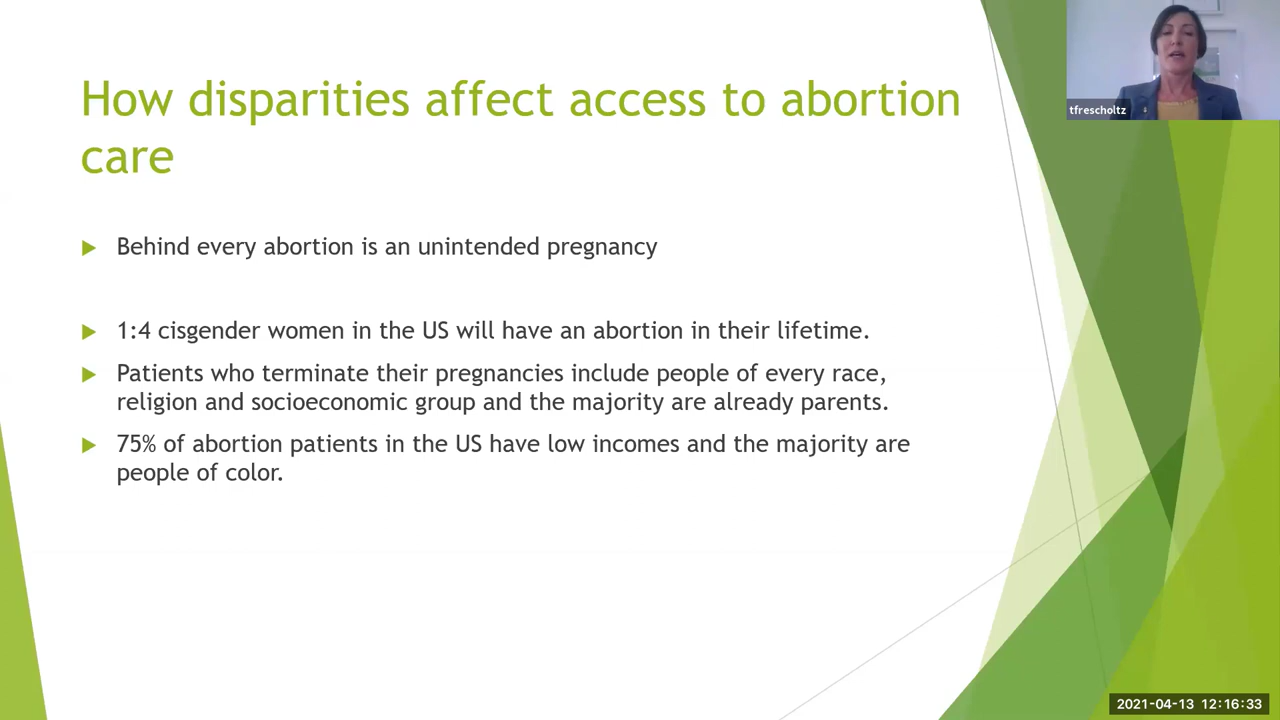 How disparities affect access to abortion
care
Behind every abortion is an unintended pregnancy
1:4 cisgender women in the US will have an abortion in their lifetime.
Patients who terminate their pregnancies include people of every race,
religion and socioeconomic group and the majority are already parents.
75% of abortion patients in the US have low incomes and the majority are
people of color.
tfrescholtz
2021-04-13 12:16:33